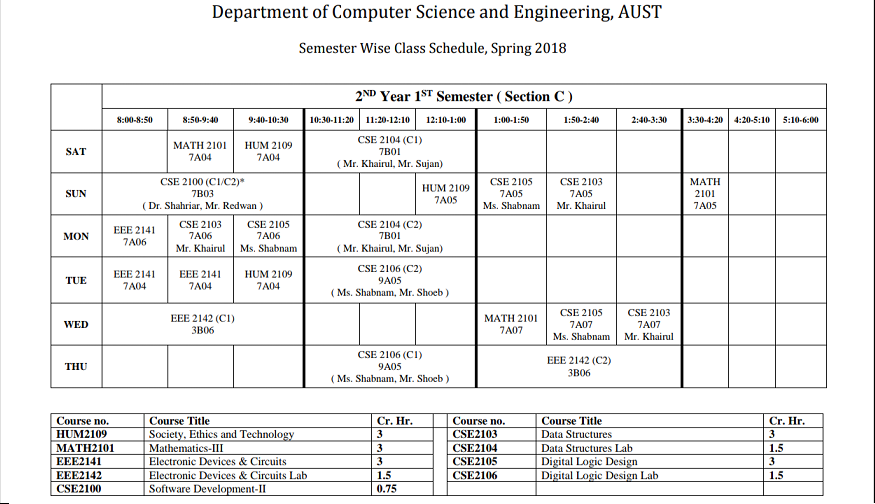 Department of Computer Science and Engineering, AUST
Semester Wise Class Schedule, Spring 2018
2ND Year 1ST Semester ( Section C )
8:00-8:50 8:50-9:40 9:40-10:30 10:30-11:20 11:20-12:10 12:10-1:00 1:00-1:50 1:50-2:40 2:40-3:30 3:30-4:20 4:20-5:10 5:10-6:00
SAT
MATH 2101
7A04
HUM 2109
7A04
CSE 2104 (C1)
7B01
( Mr. Khairul, Mr. Sujan)
SUN
CSE 2100 (C1/C2)*
7B03
( Dr. Shahriar, Mr. Redwan )
HUM 2109
7A05
CSE 2105
7A05
Ms. Shabnam
CSE 2103
7A05
Mr. Khairul
MATH
2101
7A05
MON
EEE 2141
7A06
CSE 2103
7A06
Mr. Khairul
CSE 2105
7A06
Ms. Shabnam
CSE 2104 (C2)
7B01
( Mr. Khairul, Mr. Sujan)
TUE
EEE 2141
7A04
EEE 2141
7A04
HUM 2109
7A04
CSE 2106 (C2)
9A05
( Ms. Shabnam, Mr. Shoeb )
WED
EEE 2142 (C1)
3B06
MATH 2101
7A07
CSE 2105
7A07
Ms. Shabnam
CSE 2103
7A07
Mr. Khairul
THU
CSE 2106 (C1)
9A05
( Ms. Shabnam, Mr. Shoeb )
EEE 2142 (C2)
3B06
Course no. Course Title Cr. Hr. Course no. Course Title Cr. Hr.
HUM2109 Society, Ethics and Technology 3 CSE2103 Data Structures 3
MATH2101 Mathematics-III 3 CSE2104 Data Structures Lab 1.5
EEE2141 Electronic Devices & Circuits 3 CSE2105 Digital Logic Design 3
EEE2142 Electronic Devices & Circuits Lab 1.5 CSE2106 Digital Logic Design Lab 1.5
CSE2100 Software Development-II 0.75